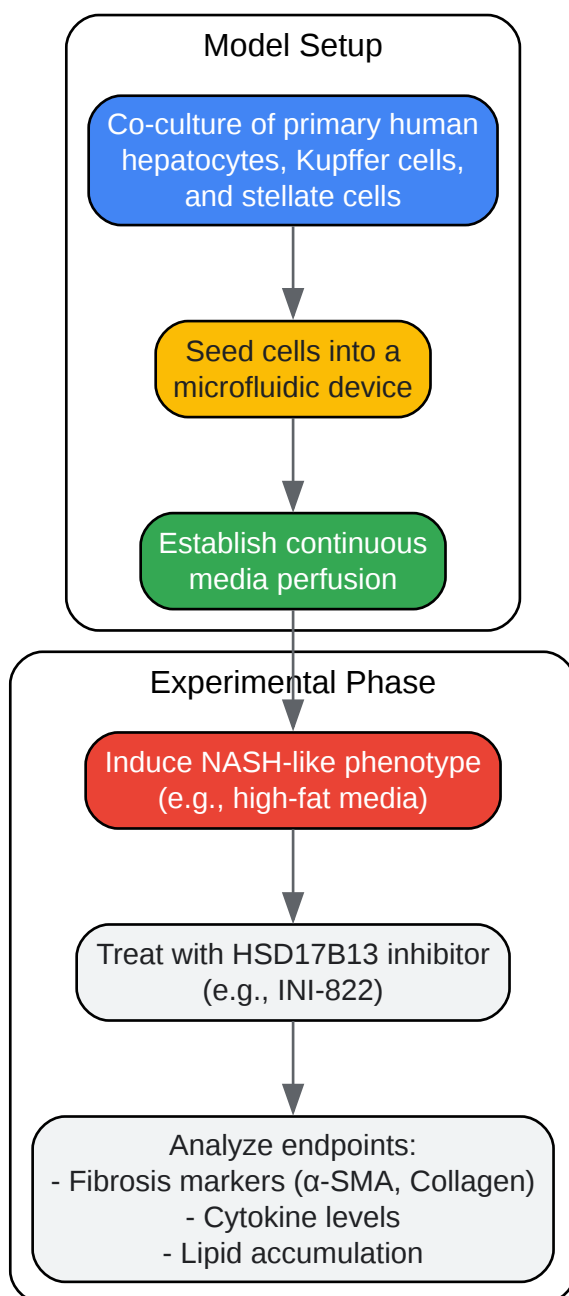 Model Setup
Co-culture of primary human
hepatocytes, Kupffer cells,
and stellate cells
Seed cells into a
microfluidic device
Establish continuous
media perfusion
Experimental Phase
Induce NASH-like phenotype
(e.g., high-fat media)
Treat with HSD17B13 inhibitor
(e.g., INI-822)
Analyze endpoints:
- Fibrosis markers (α-SMA, Collagen)
- Cytokine levels
- Lipid accumulation